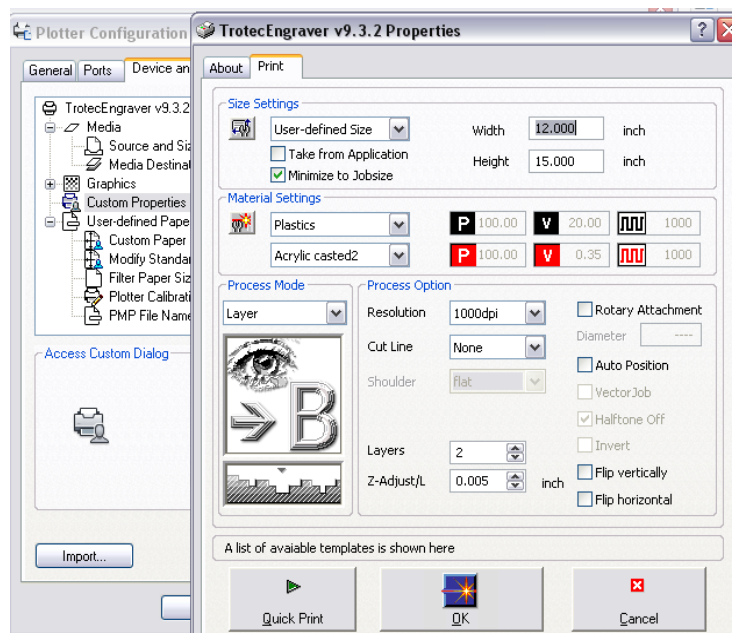 Plotter Configuration
General Ports Device an
TrotecEngraver v9.3.2
Media
Source and Siz
Media Destinat
Graphics
Custom Properties
User-defined Pape
Custom Paper
Modify Standar
Filter Paper Siz
Plotter Calibrati
PMP File Name
Access Custom Dialog
Import...
TrotecEngraver v9.3.2 Properties
About Print
Size Settings
User-defined Size
Width 12.000 inch
Take from Application
Height 15.000 inch
Minimize to Jobsize
Material Settings
Plastics P 100.00 V 20.00 1000
Acrylic casted2 P 100.00 V 0.35 1000
Process Mode
Layer
B
Process Option
Resolution 1000dpi
Cut Line None
Shoulder flat
Layers 2
Z-Adjust/L 0.005 inch
Rotary Attachment
Diameter ----
Auto Position
VectorJob
Halftone Off
Invert
Flip vertically
Flip horizontal
A list of avaiable templates is shown here
Quick Print OK Cancel